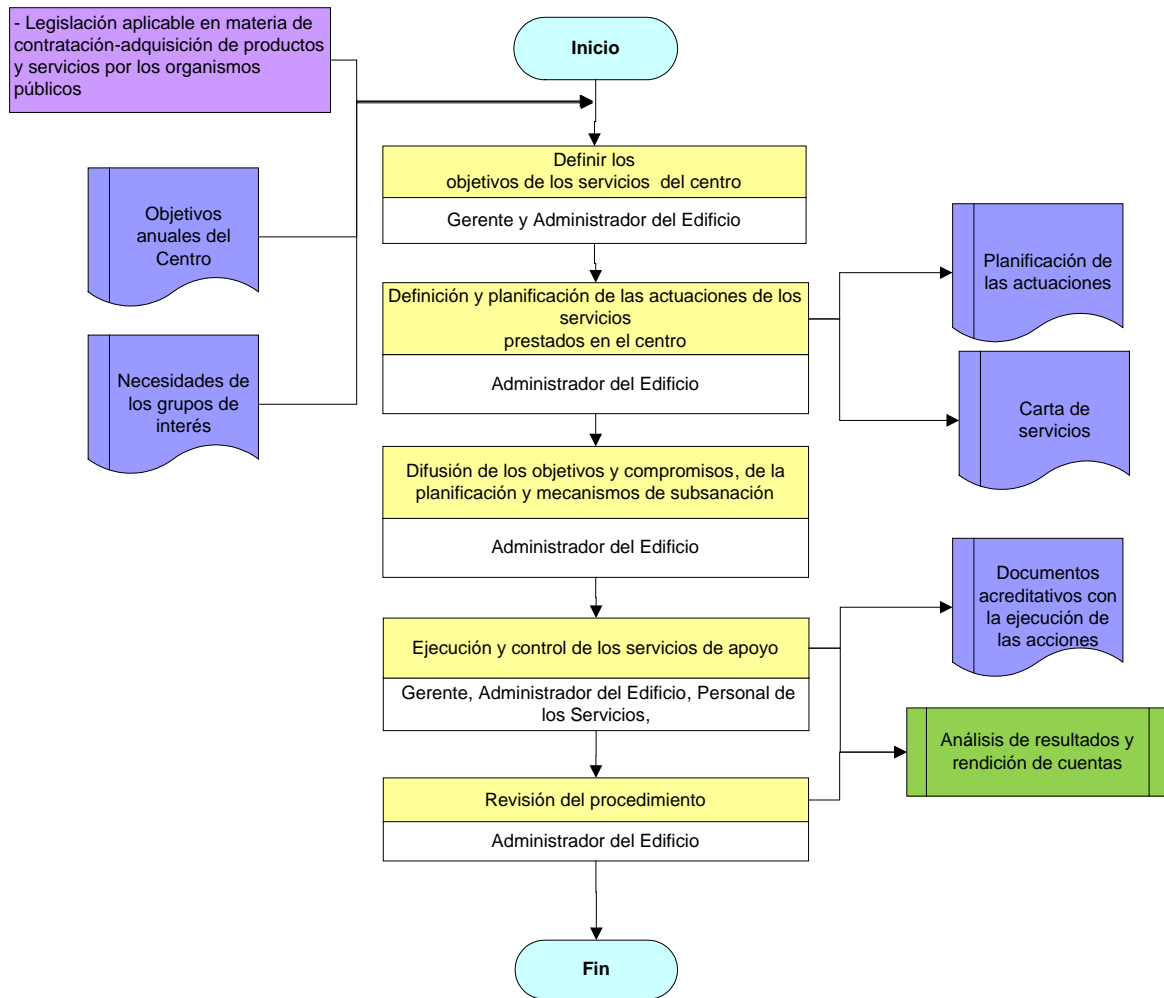 - Legislación aplicable en materia de
contratación-adquisición de productos
y servicios por los organismos
públicos
Inicio
Definir los
objetivos de los servicios del centro
Gerente y Administrador del Edificio
Objetivos
anuales del
Centro
Planificación de
las actuaciones
Definición y planificación de las actuaciones de los
servicios
prestados en el centro
Administrador del Edificio
Necesidades de
los grupos de
interés
Carta de
servicios
Difusión de los objetivos y compromisos, de la
planificación y mecanismos de subsanación
Administrador del Edificio
Documentos
acreditativos con
la ejecución de
las acciones
Ejecución y control de los servicios de apoyo
Gerente, Administrador del Edificio, Personal de
los Servicios,
Análisis de resultados y
rendición de cuentas
Revisión del procedimiento
Administrador del Edificio
Fin